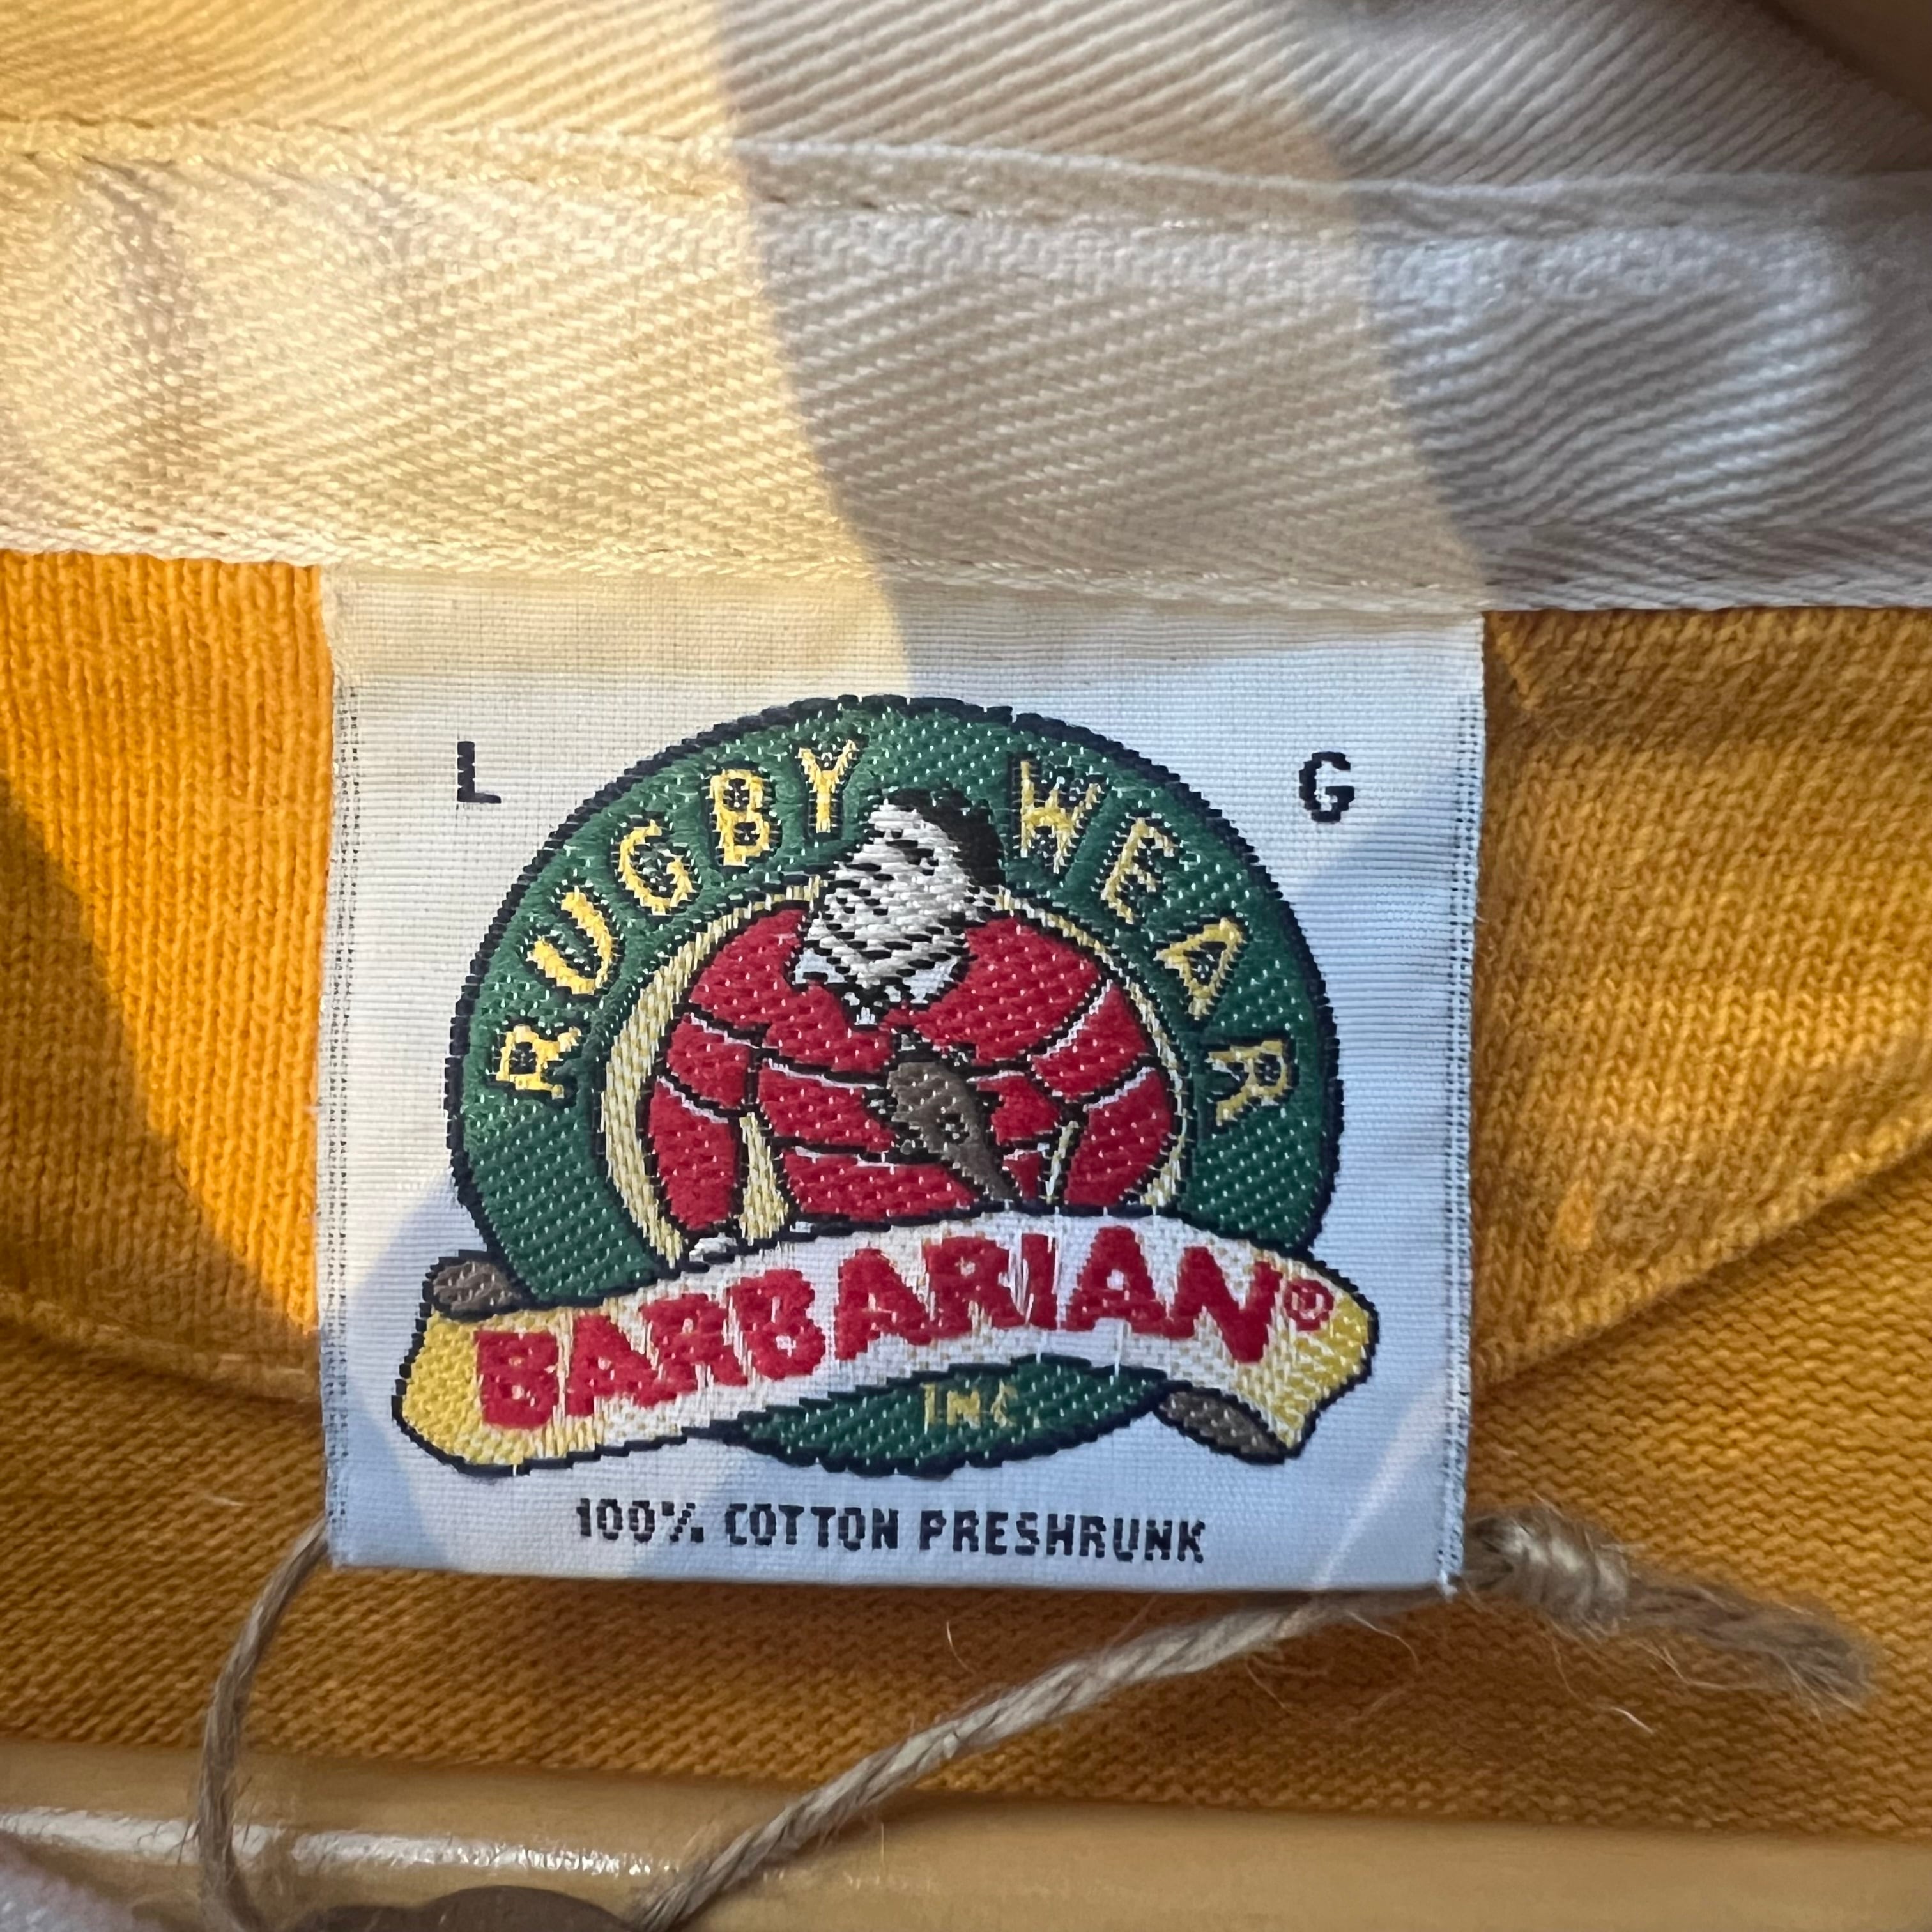 L G
RUGBY WEAR
BARBARIAN®
INC
100% COTTON PRESHRUNK